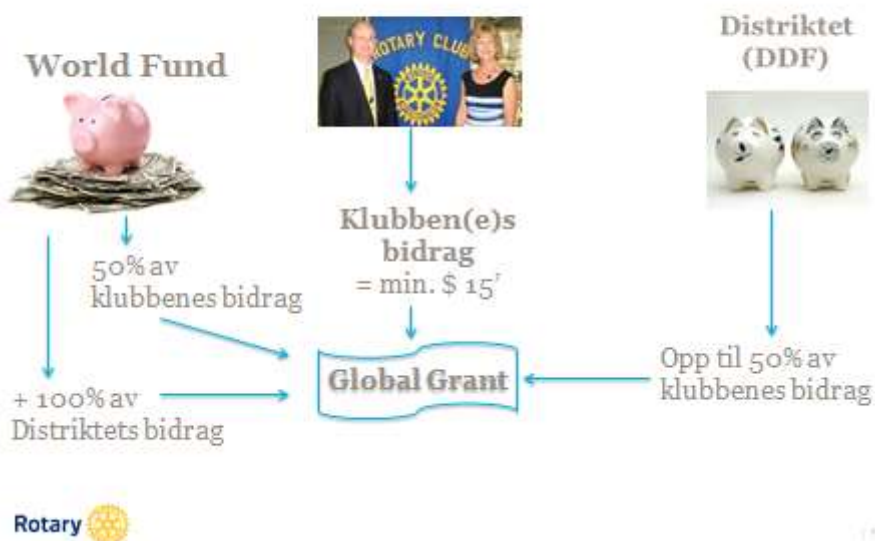 World Fund
ROTARY CLUB
Distriktet
(DDF)
Klubben(e)s
bidrag
= min. $ 15'
50% av
klubbenes bidrag
Global Grant
Opp til 50% av
klubbenes bidrag
+ 100% av
Distriktets bidrag
Rotary